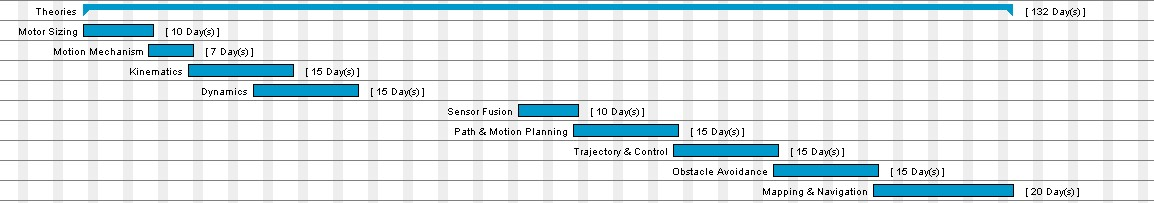 Theories [ 132 Day(s) ]
Motor Sizing [ 10 Day(s) ]
Motion Mechanism [ 7 Day(s) ]
Kinematics [ 15 Day(s) ]
Dynamics [ 15 Day(s) ]
Sensor Fusion [ 10 Day(s) ]
Path & Motion Planning [ 15 Day(s) ]
Trajectory & Control [ 15 Day(s) ]
Obstacle Avoidance [ 15 Day(s) ]
Mapping & Navigation [ 20 Day(s) ]